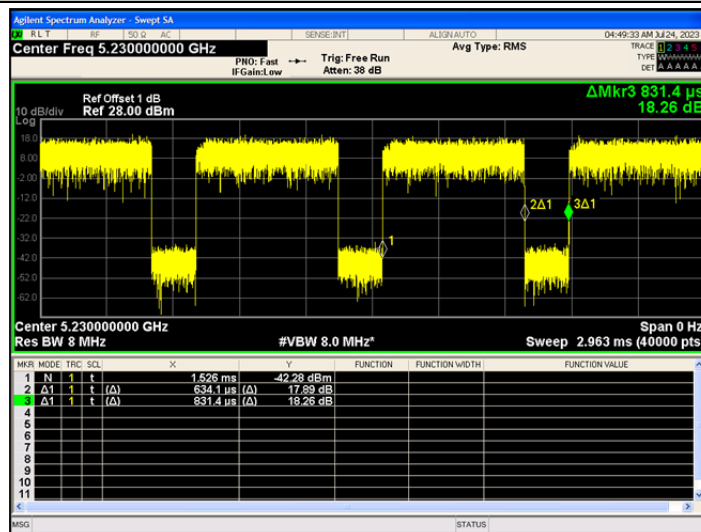 Agilent Spectrum Analyzer - Swept SA
RLT RF 50 Ω AC SENSE:INT ALIGNAUTO 04:49:33 AM Jul 24, 2023
Center Freq 5.230000000 GHz Avg Type: RMS TRACE 1 2 3 4 5
PNO: Fast Trig: Free Run TYPE
IFGain:Low Atten: 38 dB DET A A A A A
ΔMkr3 831.4 µs
Ref Offset 1 dB 18.26 dB
10 dB/div Ref 28.00 dBm
Log
18.0
8.00
-2.00
-12.0
2Δ1 3Δ1
-22.0
-32.0
1
-42.0
-52.0
-62.0
Center 5.230000000 GHz Span 0 Hz
Res BW 8 MHz #VBW 8.0 MHz* Sweep 2.963 ms (40000 pts
MKR MODE TRC SCL X Y FUNCTION FUNCTION WIDTH FUNCTION VALUE
1 N 1 t 1.526 ms -42.28 dBm
2 Δ1 1 t (Δ) 634.1 µs (Δ) 17.89 dB
3 Δ1 1 t (Δ) 831.4 µs (Δ) 18.26 dB
4
5
6
7
8
9
10
11
MSG STATUS